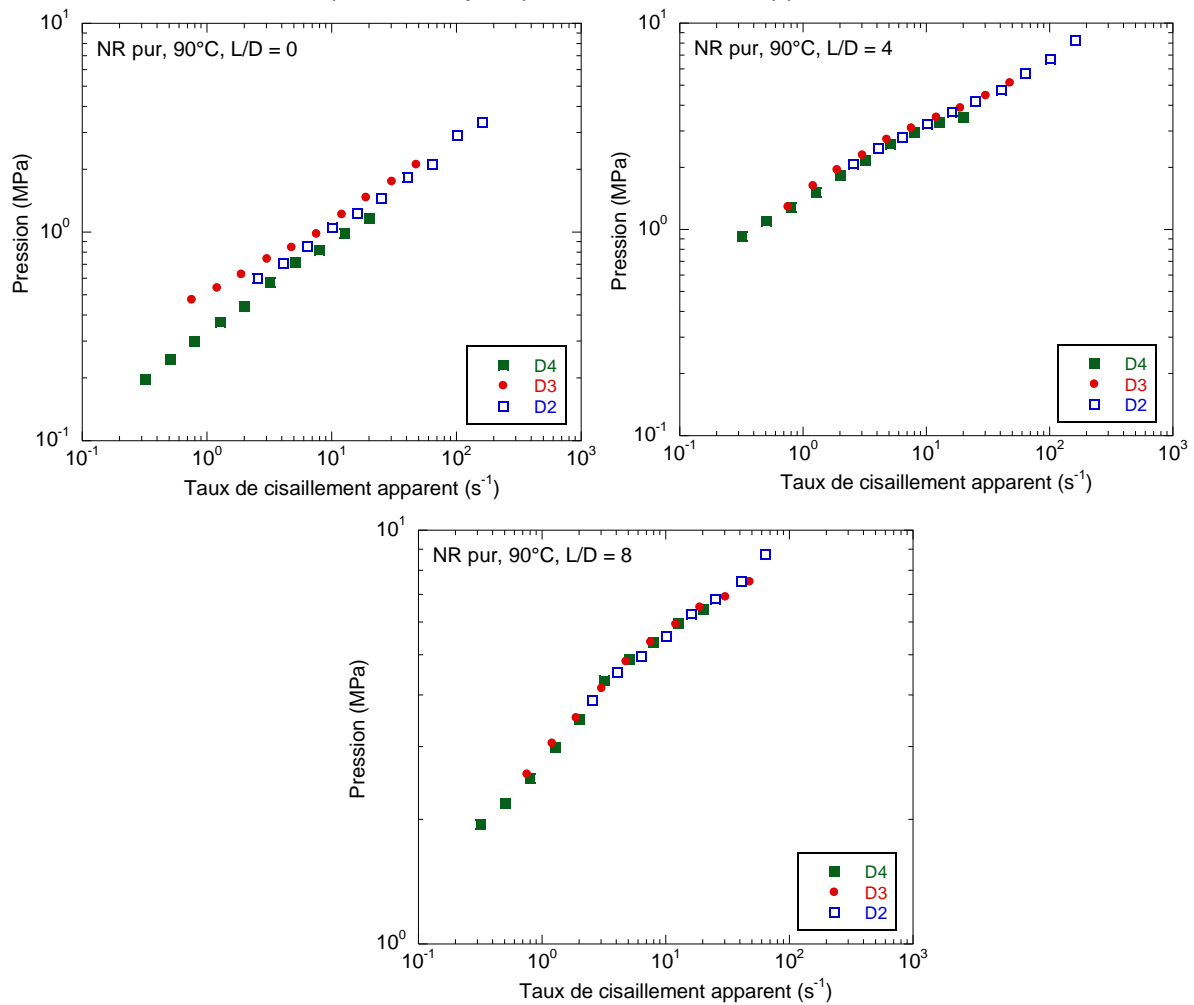 NR pur, 90°C, L/D = 0
10¹
10⁰
10⁻¹
Pression (MPa)
D4
D3
D2
10⁻¹ 10⁰ 10¹ 10² 10³
Taux de cisaillement apparent (s⁻¹)
NR pur, 90°C, L/D = 4
10¹
10⁰
10⁻¹
Pression (MPa)
D4
D3
D2
10⁻¹ 10⁰ 10¹ 10² 10³
Taux de cisaillement apparent (s⁻¹)
NR pur, 90°C, L/D = 8
10¹
10⁰
Pression (MPa)
D4
D3
D2
10⁻¹ 10⁰ 10¹ 10² 10³
Taux de cisaillement apparent (s⁻¹)